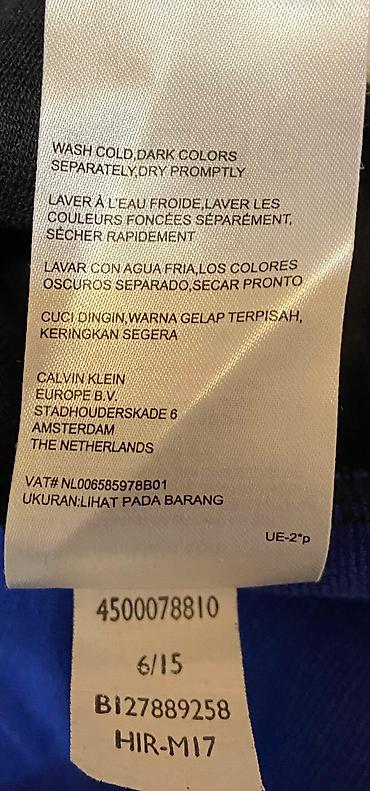 WASH COLD,DARK COLORS
SEPARATELY,DRY PROMPTLY
LAVER À L'EAU FROIDE,LAVER LES
COULEURS FONCÉES SÉPARÉMENT,
SÉCHER RAPIDEMENT
LAVAR CON AGUA FRIA,LOS COLORES
OSCUROS SEPARADO,SECAR PRONTO
CUCI DINGIN,WARNA GELAP TERPISAH,
KERINGKAN SEGERA
CALVIN KLEIN
EUROPE B.V.
STADHOUDERSKADE 6
AMSTERDAM
THE NETHERLANDS
VAT# NL006585978B01
UKURAN:LIHAT PADA BARANG
UE-2*p
4500078810
6/15
BI27889258
HIR-M17